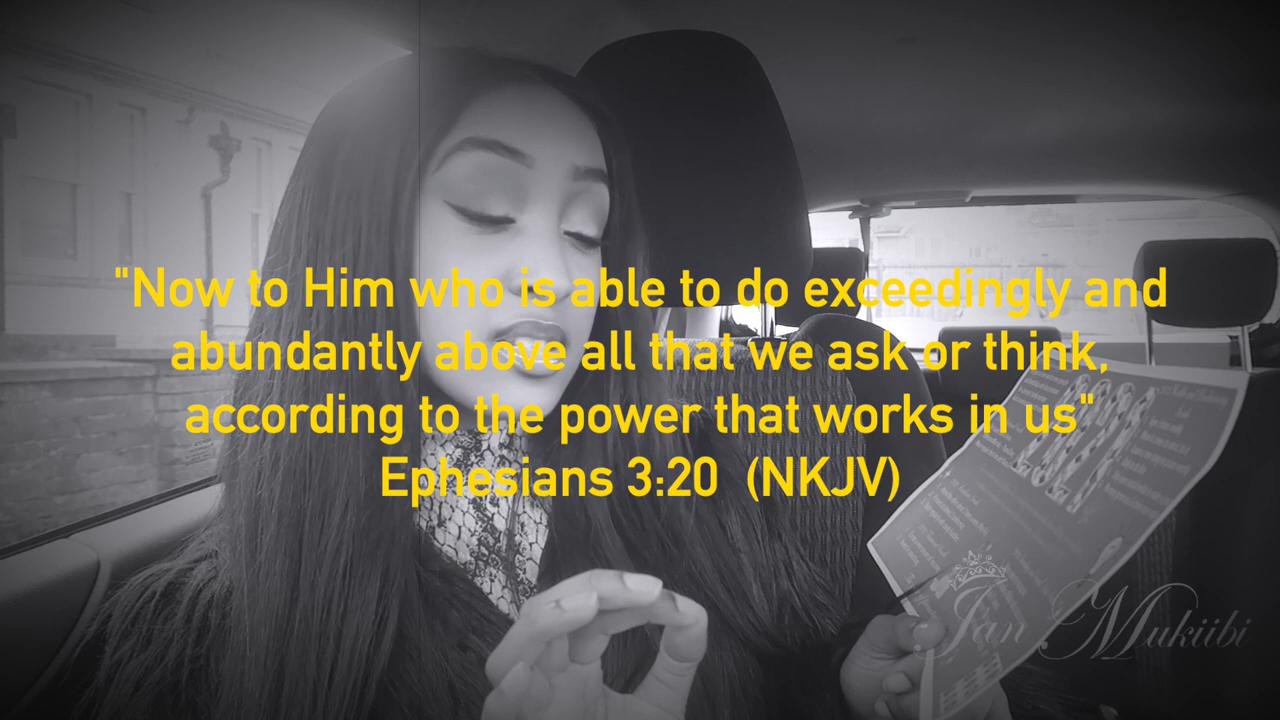 "Now to Him who is able to do exceedingly and
abundantly above all that we ask or think,
according to the power that works in us"
Ephesians 3:20 (NKJV)
Jan Mukiibi